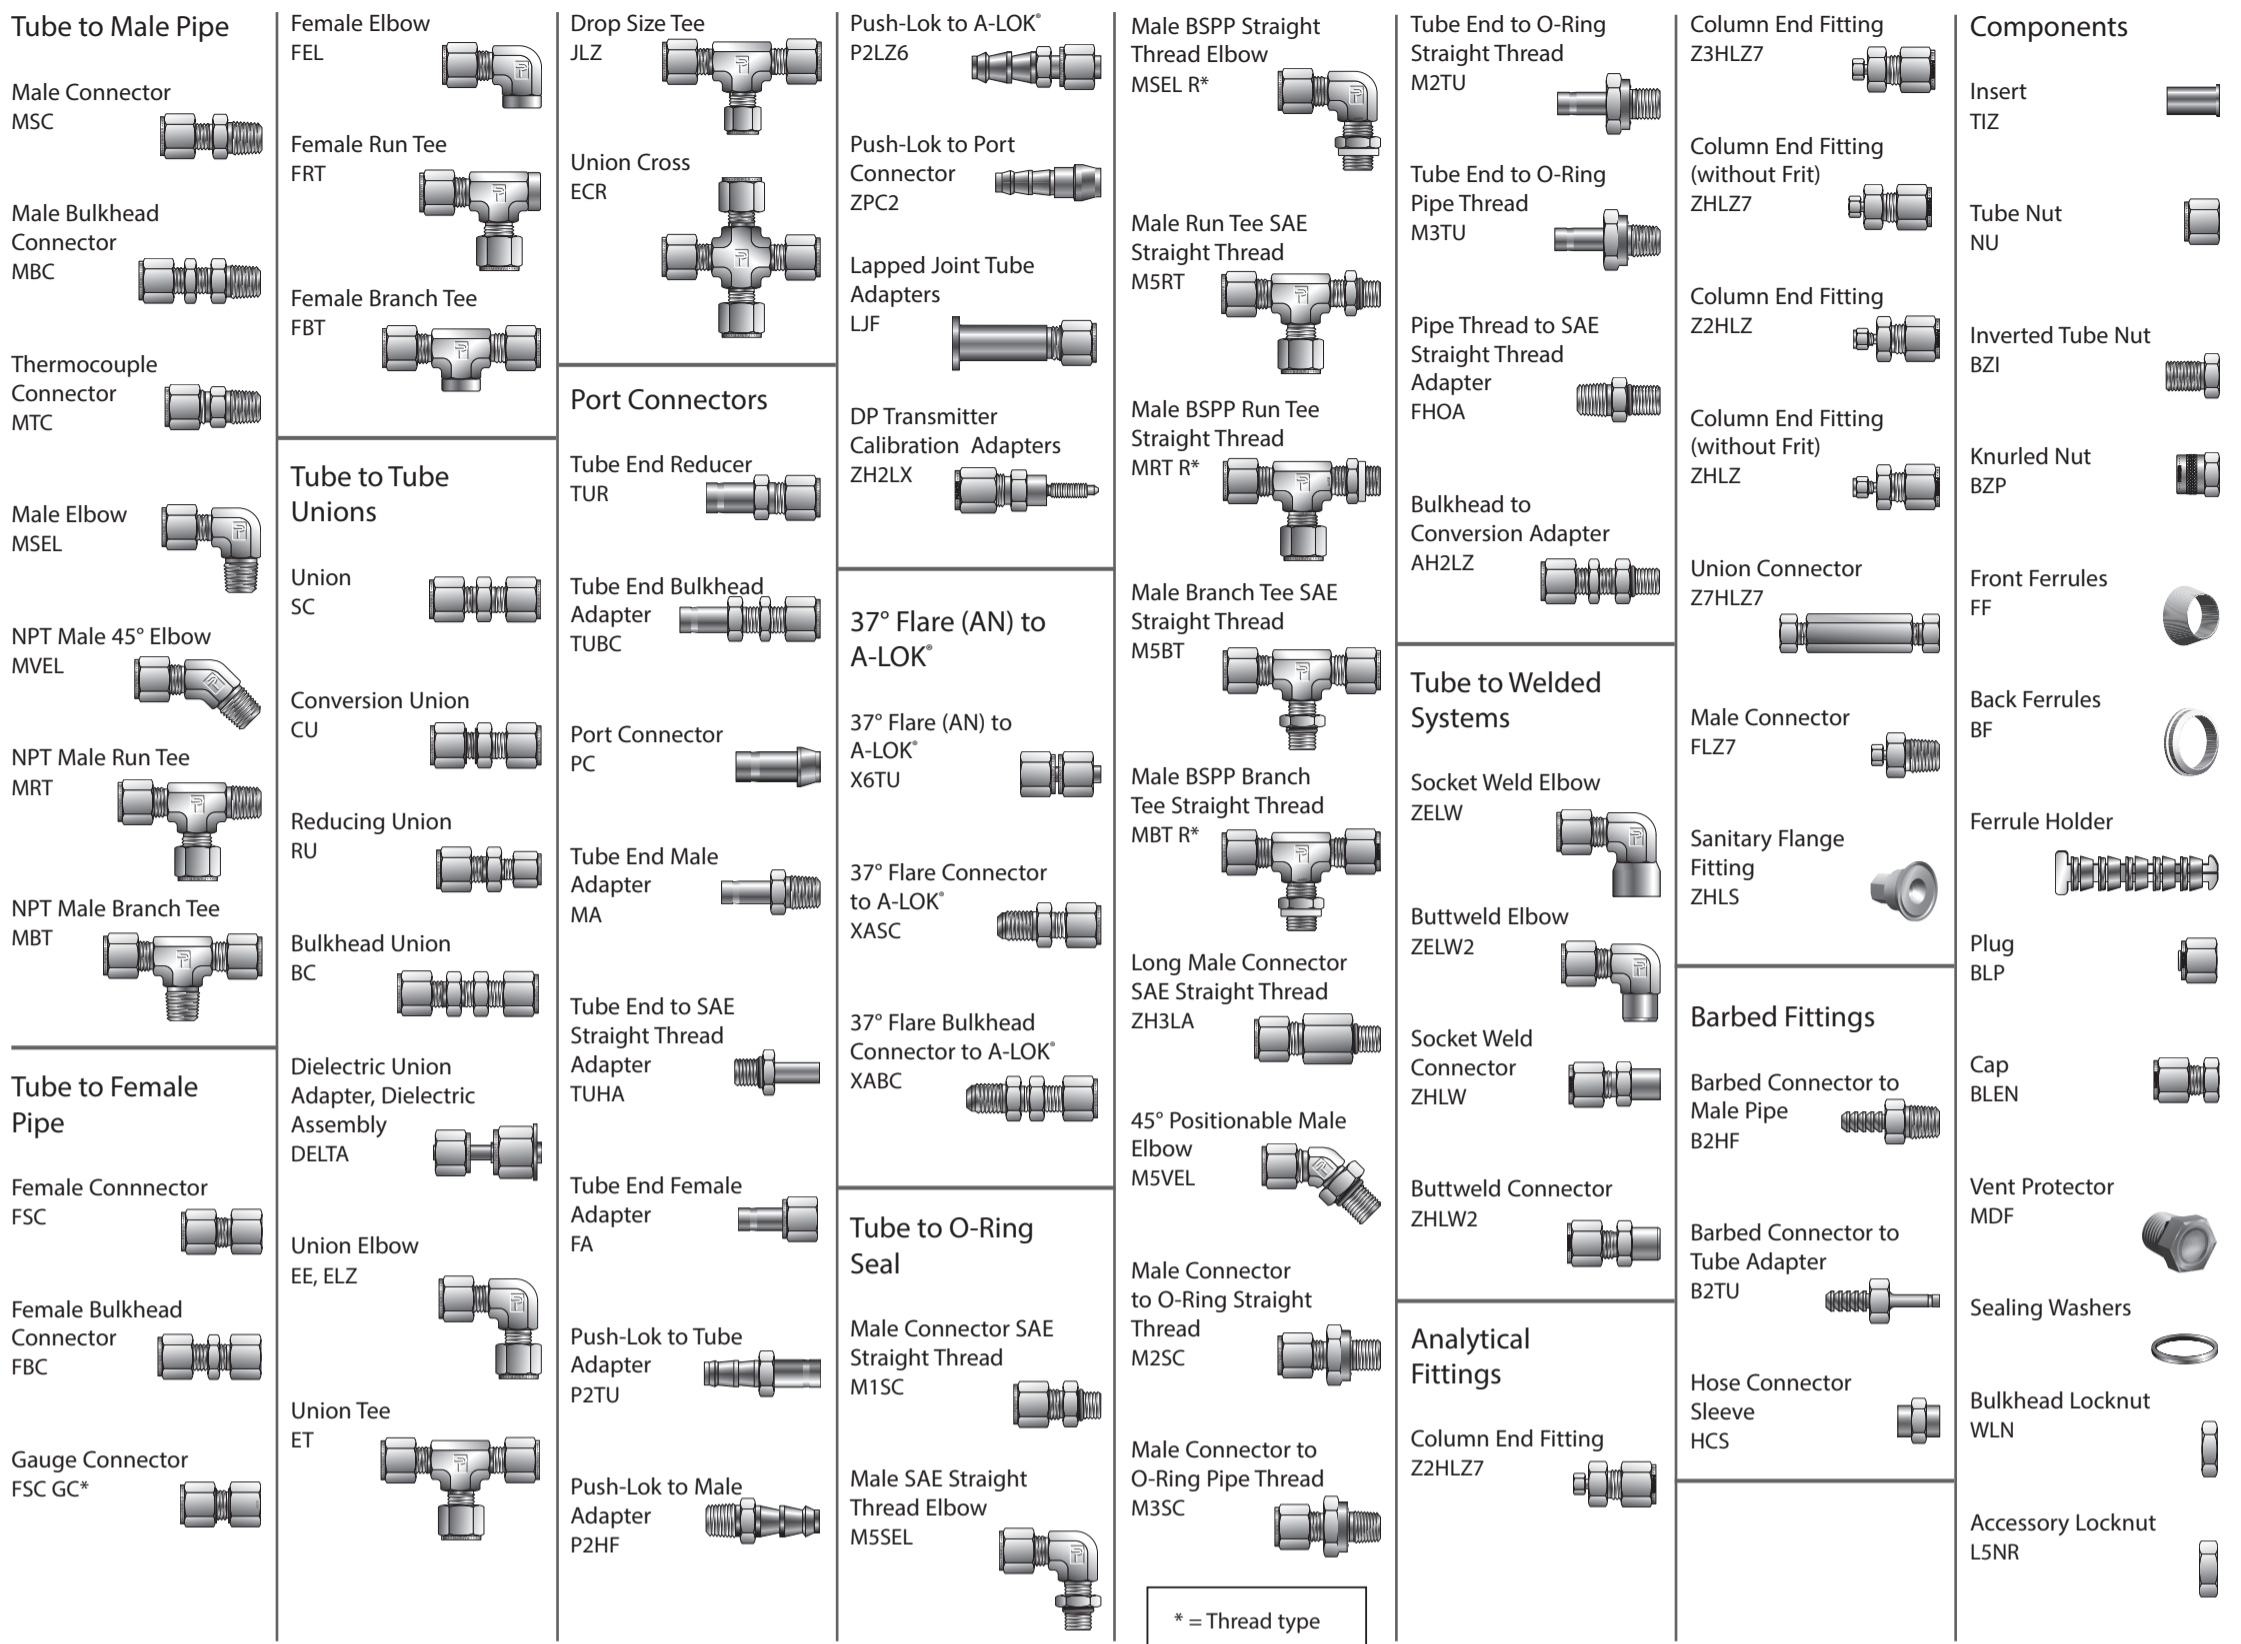 Tube to Male Pipe
Male Connector
MSC
Male Bulkhead
Connector
MBC
Thermocouple
Connector
MTC
Male Elbow
MSEL
NPT Male 45° Elbow
MVEL
NPT Male Run Tee
MRT
NPT Male Branch Tee
MBT
Tube to Female
Pipe
Female Connnector
FSC
Female Bulkhead
Connector
FBC
Gauge Connector
FSC GC*
Female Elbow
FEL
Female Run Tee
FRT
Female Branch Tee
FBT
Tube to Tube
Unions
Union
SC
Conversion Union
CU
Reducing Union
RU
Bulkhead Union
BC
Dielectric Union
Adapter, Dielectric
Assembly
DELTA
Union Elbow
EE, ELZ
Union Tee
ET
Drop Size Tee
JLZ
Union Cross
ECR
Port Connectors
Tube End Reducer
TUR
Tube End Bulkhead
Adapter
TUBC
Port Connector
PC
Tube End Male
Adapter
MA
Tube End to SAE
Straight Thread
Adapter
TUHA
Tube End Female
Adapter
FA
Push-Lok to Tube
Adapter
P2TU
Push-Lok to Male
Adapter
P2HF
Push-Lok to A-LOK®
P2LZ6
Push-Lok to Port
Connector
ZPC2
Lapped Joint Tube
Adapters
LJF
DP Transmitter
Calibration Adapters
ZH2LX
37° Flare (AN) to
A-LOK®
37° Flare (AN) to
A-LOK®
X6TU
37° Flare Connector
to A-LOK®
XASC
37° Flare Bulkhead
Connector to A-LOK®
XABC
Tube to O-Ring
Seal
Male Connector SAE
Straight Thread
M1SC
Male SAE Straight
Thread Elbow
M5SEL
Male BSPP Straight
Thread Elbow
MSEL R*
Male Run Tee SAE
Straight Thread
M5RT
Male BSPP Run Tee
Straight Thread
MRT R*
Male Branch Tee SAE
Straight Thread
M5BT
Male BSPP Branch
Tee Straight Thread
MBT R*
Long Male Connector
SAE Straight Thread
ZH3LA
45° Positionable Male
Elbow
M5VEL
Male Connector
to O-Ring Straight
Thread
M2SC
Male Connector to
O-Ring Pipe Thread
M3SC
* = Thread type
Tube End to O-Ring
Straight Thread
M2TU
Tube End to O-Ring
Pipe Thread
M3TU
Pipe Thread to SAE
Straight Thread
Adapter
FHOA
Bulkhead to
Conversion Adapter
AH2LZ
Tube to Welded
Systems
Socket Weld Elbow
ZELW
Buttweld Elbow
ZELW2
Socket Weld
Connector
ZHLW
Buttweld Connector
ZHLW2
Analytical
Fittings
Column End Fitting
Z2HLZ7
Column End Fitting
Z3HLZ7
Column End Fitting
(without Frit)
ZHLZ7
Column End Fitting
Z2HLZ
Column End Fitting
(without Frit)
ZHLZ
Union Connector
Z7HLZ7
Male Connector
FLZ7
Sanitary Flange
Fitting
ZHLS
Barbed Fittings
Barbed Connector to
Male Pipe
B2HF
Barbed Connector to
Tube Adapter
B2TU
Hose Connector
Sleeve
HCS
Components
Insert
TIZ
Tube Nut
NU
Inverted Tube Nut
BZI
Knurled Nut
BZP
Front Ferrules
FF
Back Ferrules
BF
Ferrule Holder
Plug
BLP
Cap
BLEN
Vent Protector
MDF
Sealing Washers
Bulkhead Locknut
WLN
Accessory Locknut
L5NR